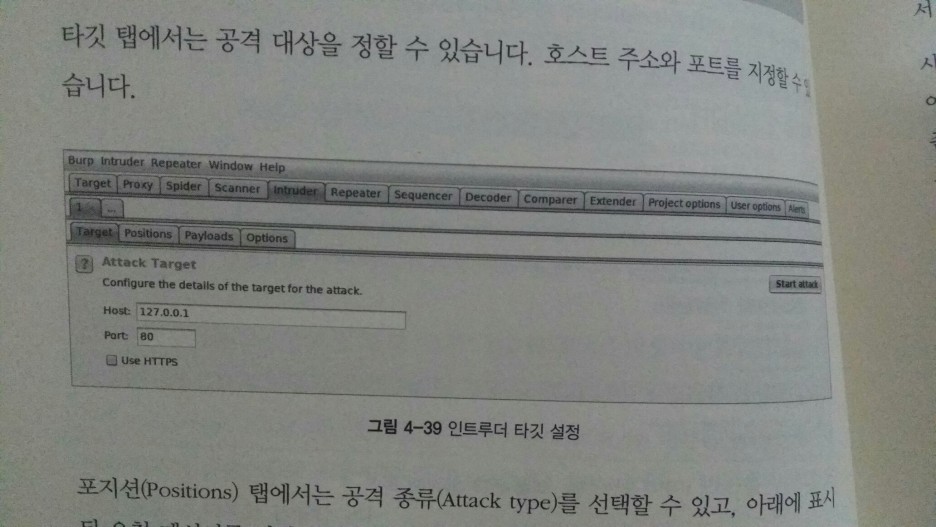 타깃 탭에서는 공격 대상을 정할 수 있습니다. 호스트 주소와 포트를 지정할 수
습니다.
Burp Intruder Repeater Window Help
Target Proxy Spider Scanner Intruder Repeater Sequencer Decoder Comparer Extender Project options User options Alerts
1 × ...
Target Positions Payloads Options
? Attack Target
Configure the details of the target for the attack.
Start attack
Host: 127.0.0.1
Port: 80
Use HTTPS
그림 4-39 인트루더 타깃 설정
포지션(Positions) 탭에서는 공격 종류(Attack type)를 선택할 수 있고, 아래에 표시